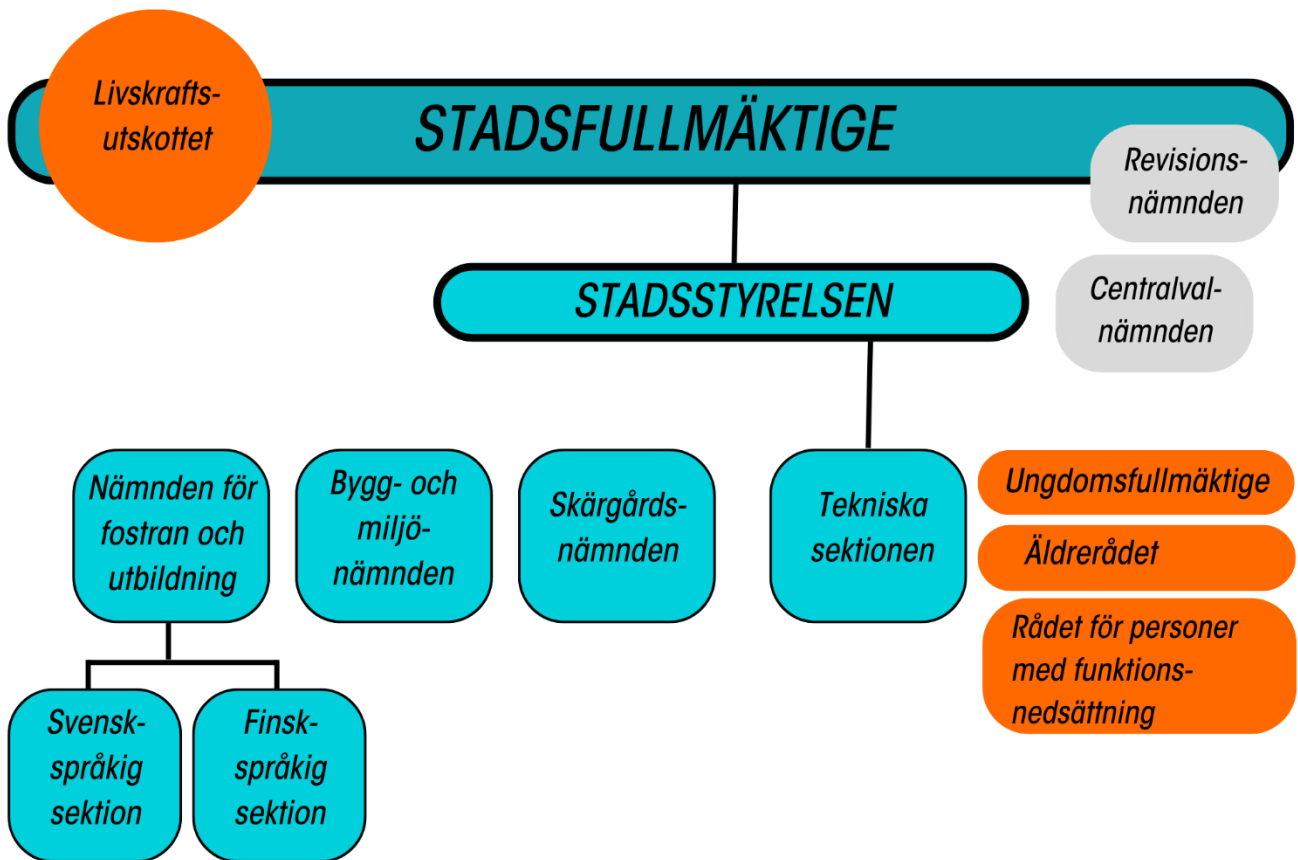 Livskrafts-
utskottet
STADSFULLMÄKTIGE
Revisions-
nämnden
STADSSTYRELSEN
Centralval-
nämnden
Nämnden för
fostran och
utbildning
Bygg- och
miljö-
nämnden
Skärgårds-
nämnden
Tekniska
sektionen
Ungdomsfullmäktige
Äldrerådet
Rådet för personer
med funktions-
nedsättning
Svensk-
språkig
sektion
Finsk-
språkig
sektion